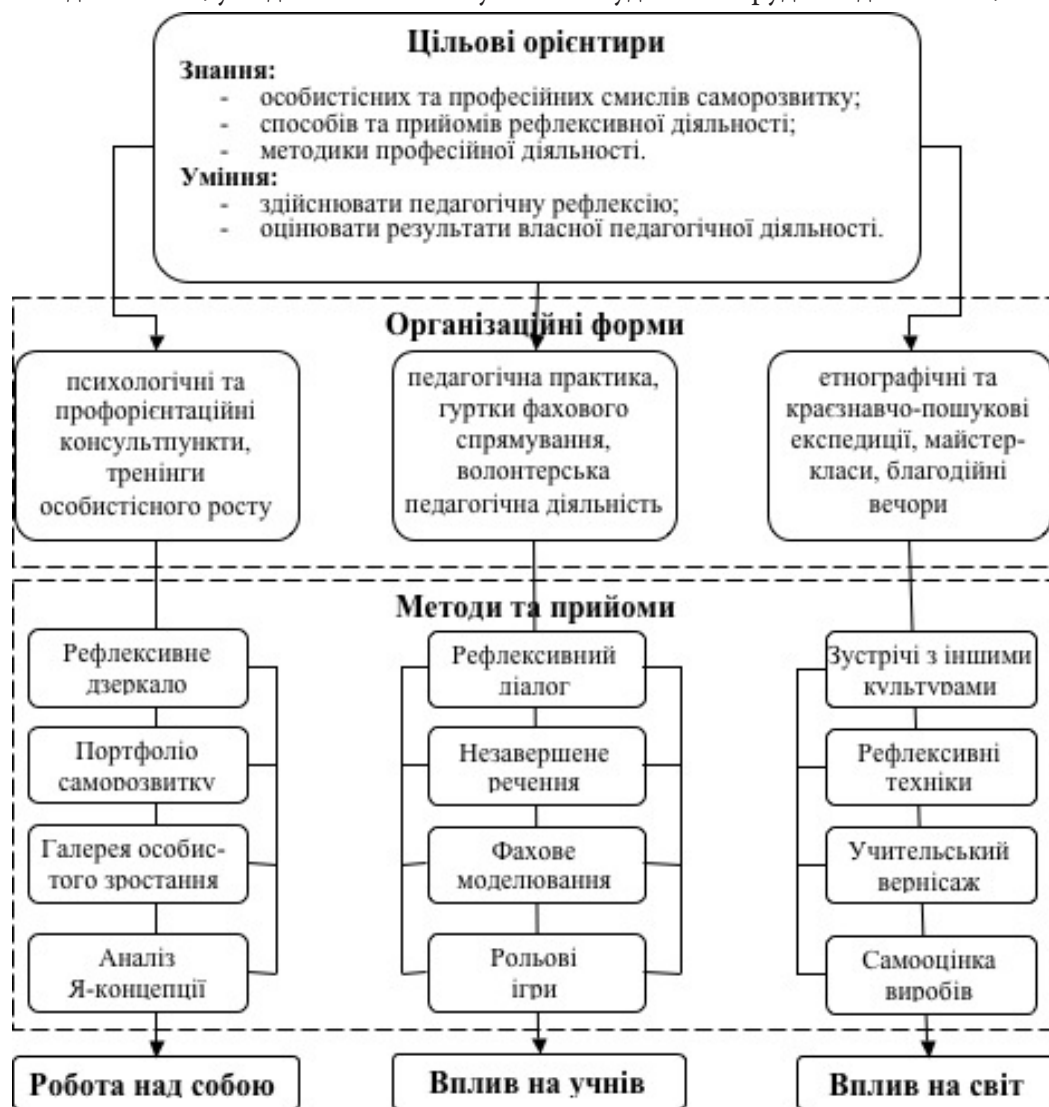 Цільові орієнтири
Знання:
- особистісних та професійних смислів саморозвитку;
- способів та прийомів рефлексивної діяльності;
- методики професійної діяльності.
Уміння:
- здійснювати педагогічну рефлексію;
- оцінювати результати власної педагогічної діяльності.
Організаційні форми
психологічні та
профорієнтаційні
консультпункти,
тренінги
особистісного росту
педагогічна практика,
гуртки фахового
спрямування,
волонтерська
педагогічна діяльність
етнографічні та
краєзнавчо-пошукові
експедиції, майстер-
класи, благодійні
вечори
Методи та прийоми
Рефлексивне
дзеркало
Портфоліо
саморозвитку
Галерея особис-
того зростання
Аналіз
Я-концепції
Рефлексивний
діалог
Незавершене
речення
Фахове
моделювання
Рольові
ігри
Зустрічі з іншими
культурами
Рефлексивні
техніки
Учительський
вернісаж
Самооцінка
виробів
Робота над собою
Вплив на учнів
Вплив на світ